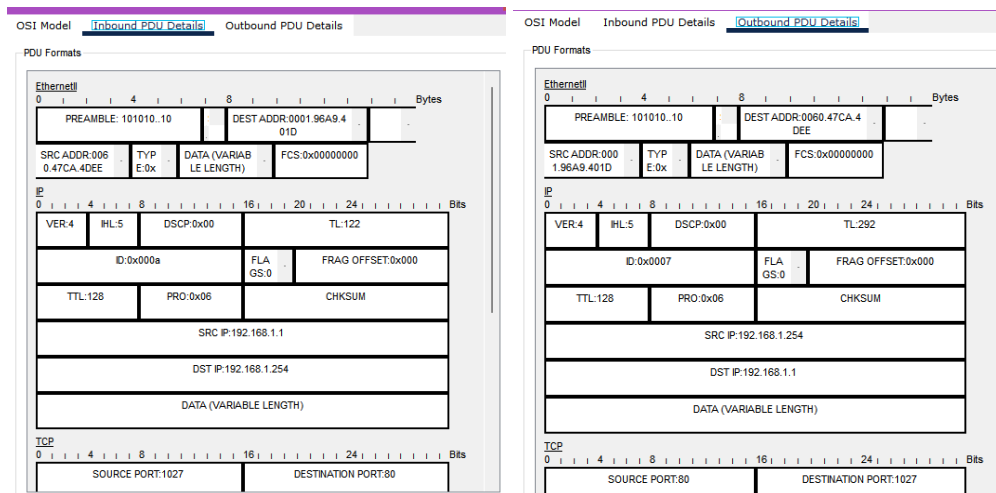 OSI Model Inbound PDU Details Outbound PDU Details
PDU Formats
EthernetII
0 4 8 Bytes
PREAMBLE: 101010..10 DEST ADDR:0001.96A9.4
01D
SRC ADDR:006 TYP DATA (VARIAB FCS:0x00000000
0.47CA.4DEE E:0x LE LENGTH)
IP
0 4 8 16 20 24 Bits
VER:4 IHL:5 DSCP:0x00 TL:122
ID:0x000a FLA FRAG OFFSET:0x000
GS:0
TTL:128 PRO:0x06 CHKSUM
SRC IP:192.168.1.1
DST IP:192.168.1.254
DATA (VARIABLE LENGTH)
TCP
0 4 8 16 24 Bits
SOURCE PORT:1027 DESTINATION PORT:80
OSI Model Inbound PDU Details Outbound PDU Details
PDU Formats
EthernetII
0 4 8 Bytes
PREAMBLE: 101010..10 DEST ADDR:0060.47CA.4
DEE
SRC ADDR:000 TYP DATA (VARIAB FCS:0x00000000
1.96A9.401D E:0x LE LENGTH)
IP
0 4 8 16 20 24 Bits
VER:4 IHL:5 DSCP:0x00 TL:292
ID:0x0007 FLA FRAG OFFSET:0x000
GS:0
TTL:128 PRO:0x06 CHKSUM
SRC IP:192.168.1.254
DST IP:192.168.1.1
DATA (VARIABLE LENGTH)
TCP
0 4 8 16 24 Bits
SOURCE PORT:80 DESTINATION PORT:1027